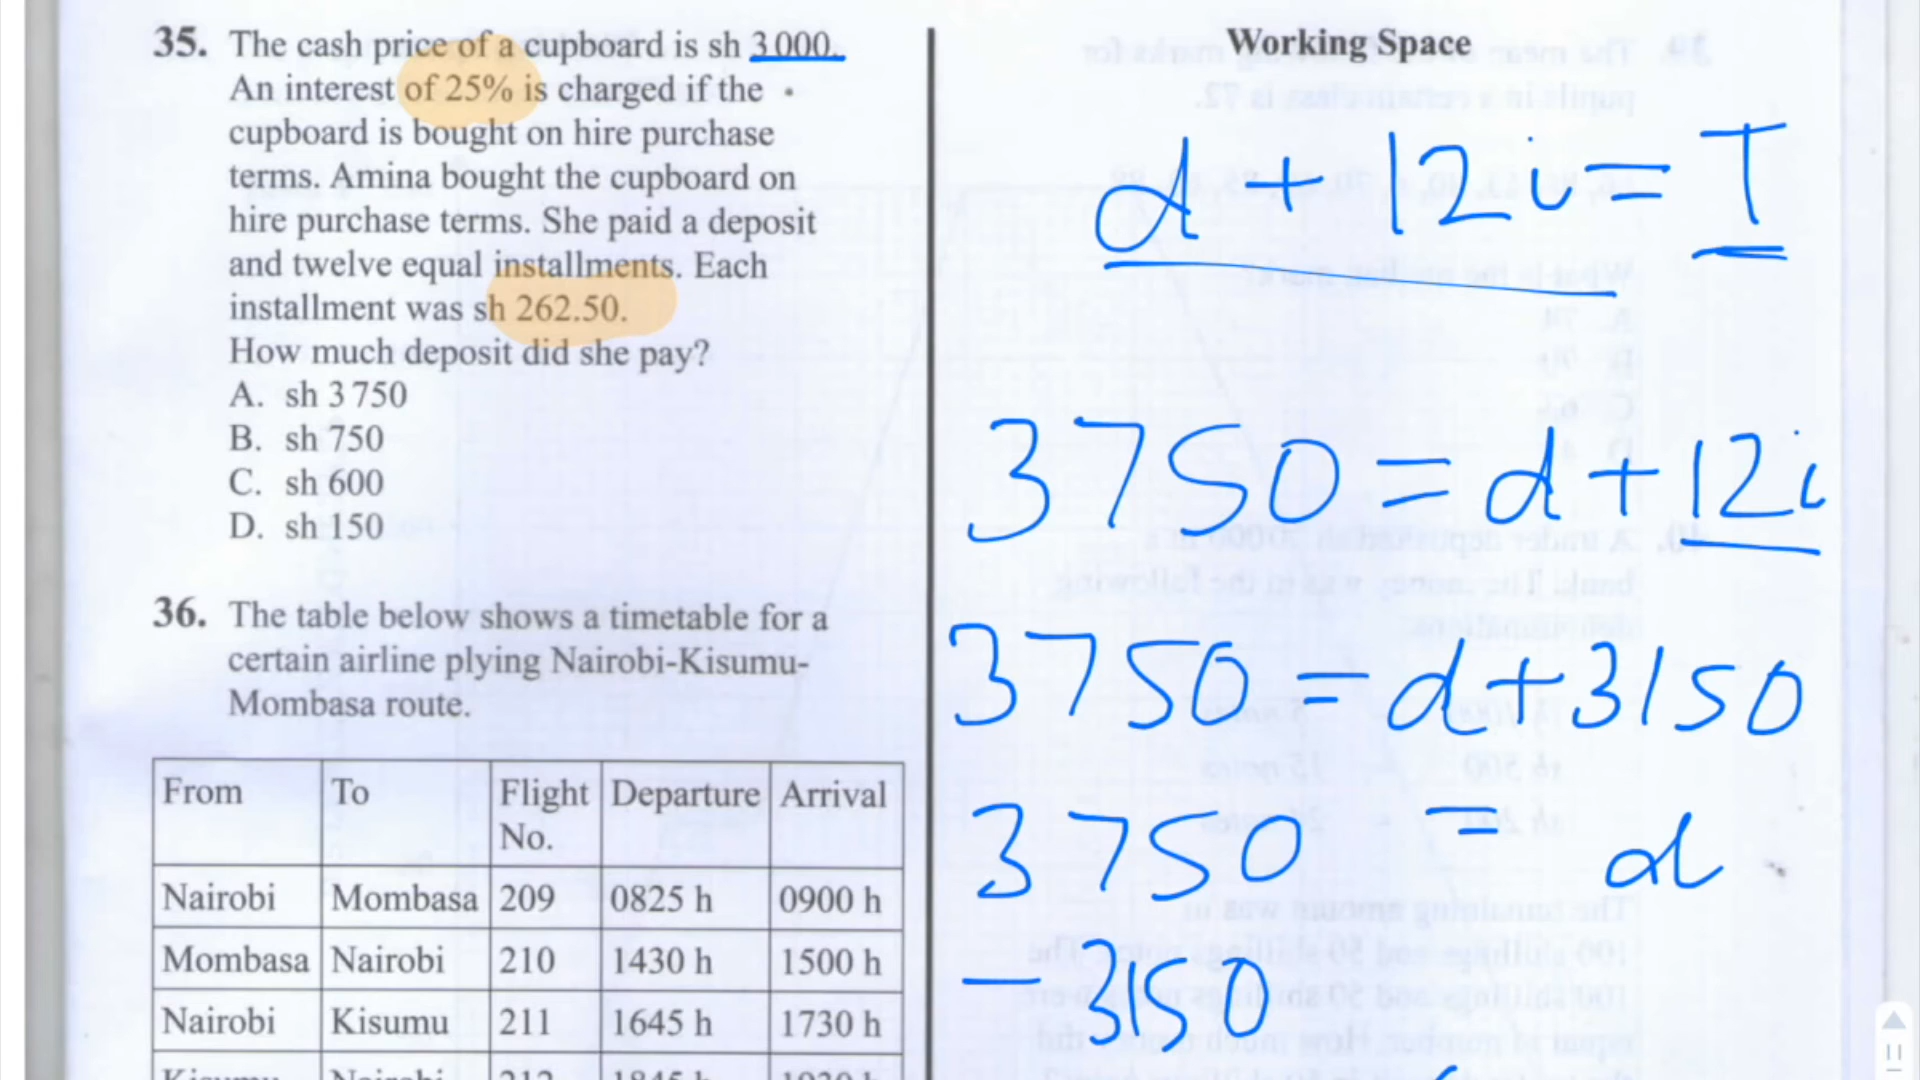 35. The cash price of a cupboard is sh 3 000.
An interest of 25% is charged if the
cupboard is bought on hire purchase
terms. Amina bought the cupboard on
hire purchase terms. She paid a deposit
and twelve equal installments. Each
installment was sh 262.50.
How much deposit did she pay?
A. sh 3 750
B. sh 750
C. sh 600
D. sh 150
36. The table below shows a timetable for a
certain airline plying Nairobi-Kisumu-
Mombasa route.
From To Flight No. Departure Arrival
Nairobi Mombasa 209 0825 h 0900 h
Mombasa Nairobi 210 1430 h 1500 h
Nairobi Kisumu 211 1645 h 1730 h
Kisumu Nairobi 212 1845 h
Working Space
d + 12i = T
3750 = d + 12i
3750 = d + 3150
3750 = d
- 3150